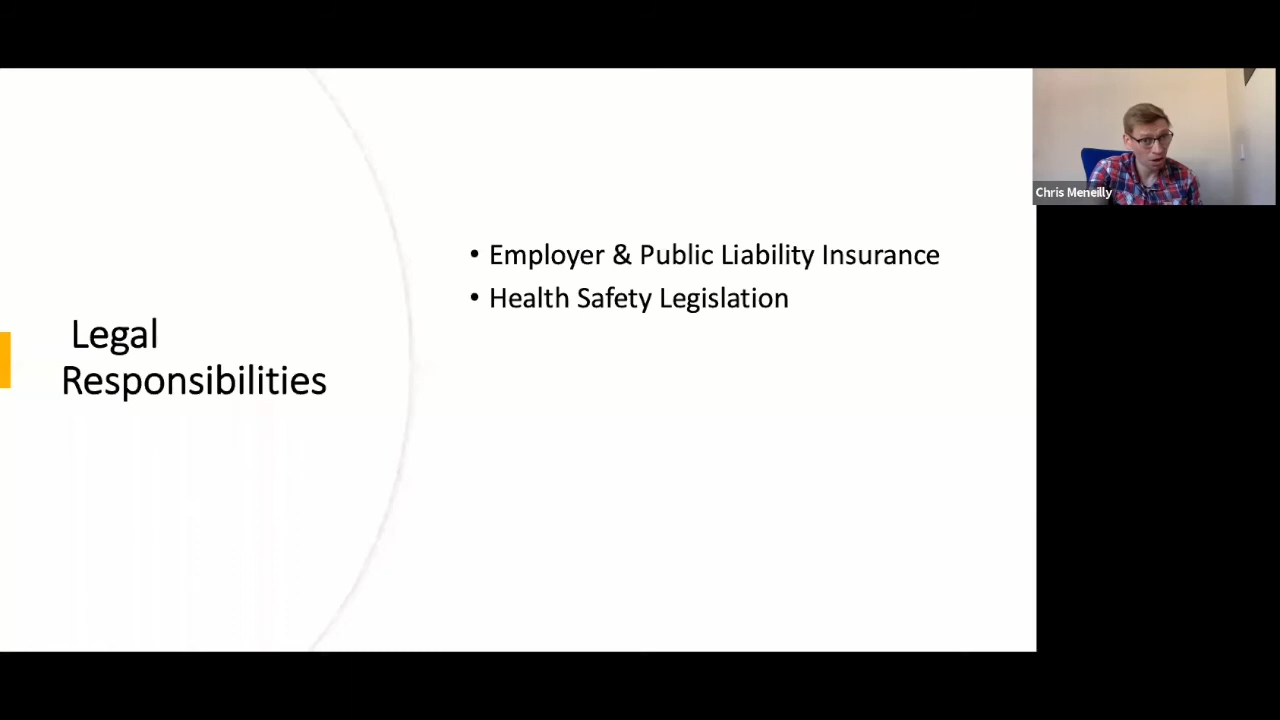 Legal
Responsibilities
• Employer & Public Liability Insurance
• Health Safety Legislation
Chris Meneilly